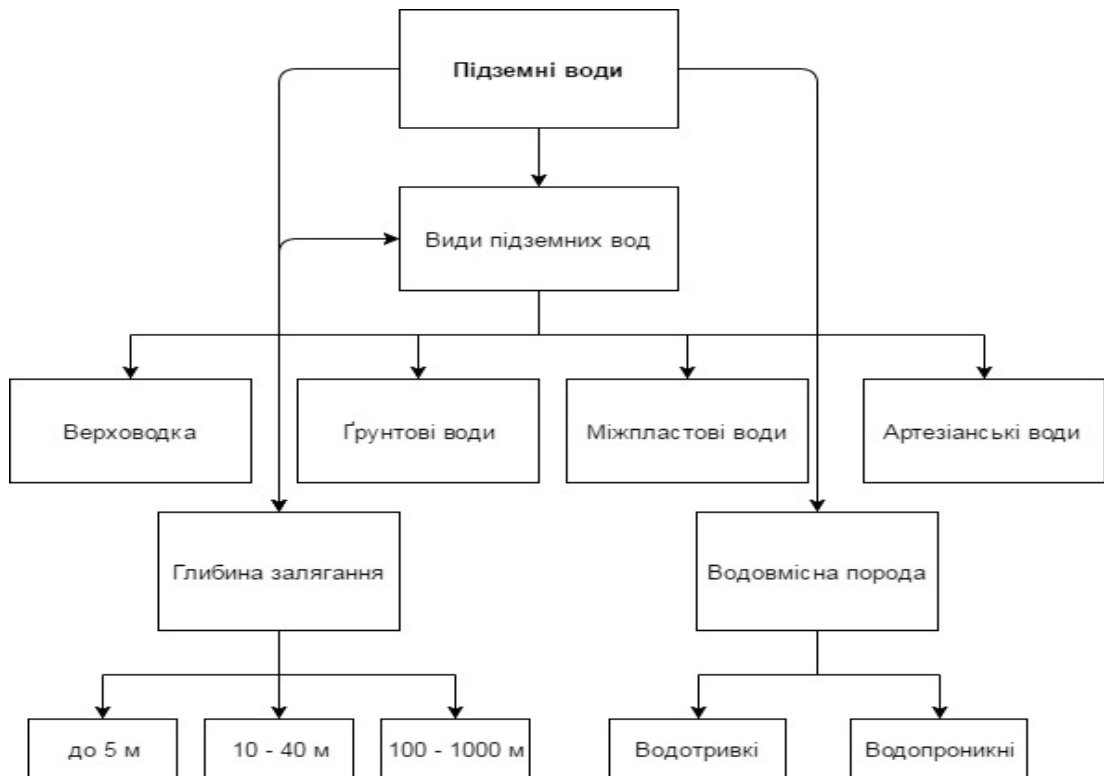 Підземні води
Види підземних вод
Верховодка
Ґрунтові води
Міжпластові води
Артезіанські води
Глибина залягання
Водовмісна порода
до 5 м
10 - 40 м
100 - 1000 м
Водотривкі
Водопроникні